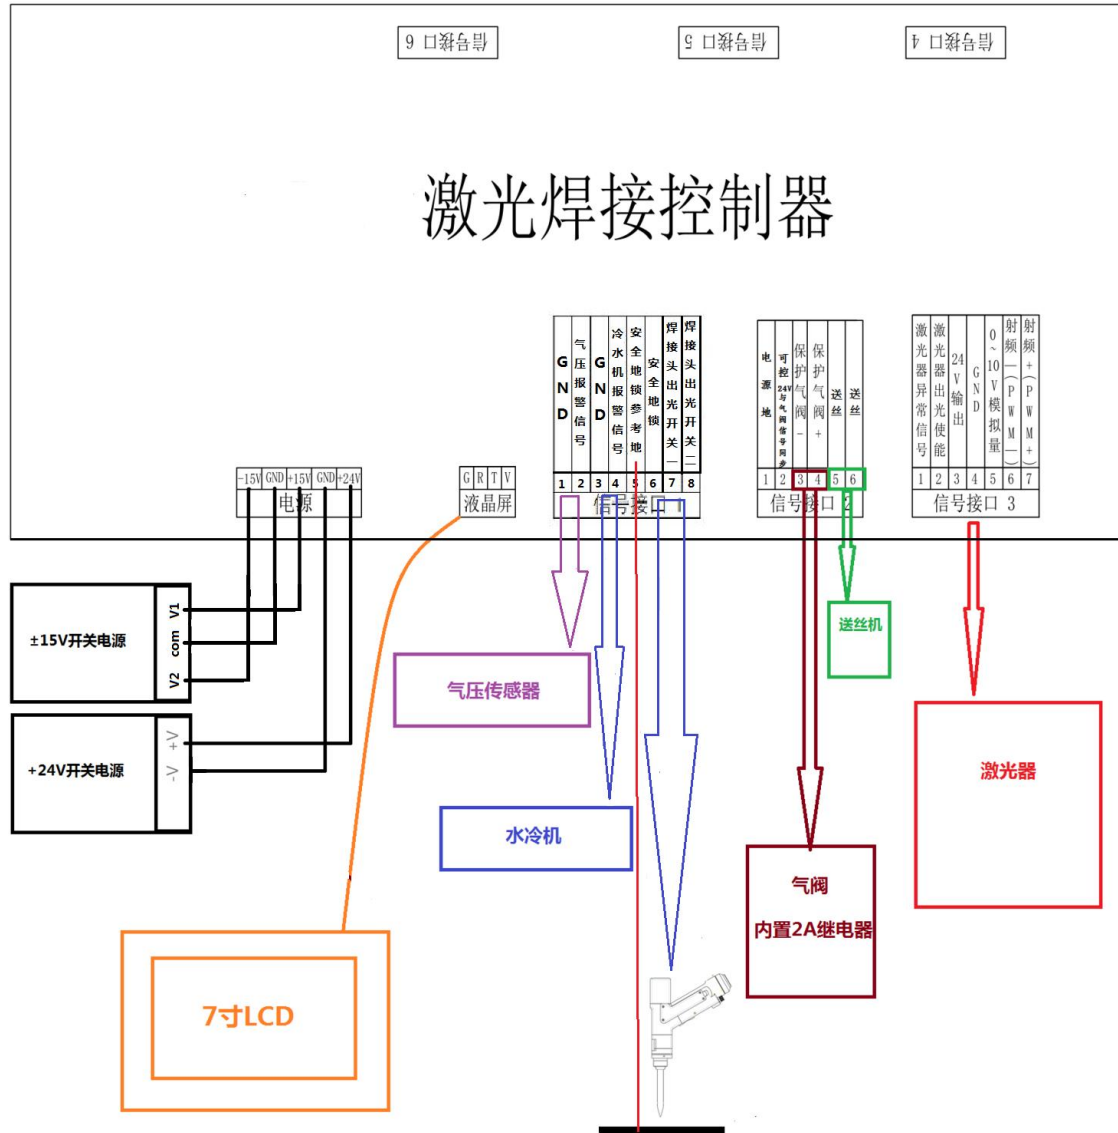 信号接口 6
信号接口 5
信号接口 4
激光焊接控制器
-15V GND +15V GND +24V
电源
G R T V
液晶屏
GND
气压报警信号
GND
冷水机报警信号
安全地锁参考地
安全地锁
焊接头出光开关一
焊接头出光开关二
1 2 3 4 5 6 7 8
信号接口 1
电源地
可控24V与气阀信号同步
保护气阀-
保护气阀+
送丝
送丝
1 2 3 4 5 6
信号接口 2
激光器异常信号
激光器出光使能
24V输出
GND
0~10V模拟量
射频-(PWM-)
射频+(PWM+)
1 2 3 4 5 6 7
信号接口 3
±15V开关电源
V1
com
V2
+24V开关电源
+V
-V
气压传感器
水冷机
送丝机
激光器
气阀
内置2A继电器
7寸LCD